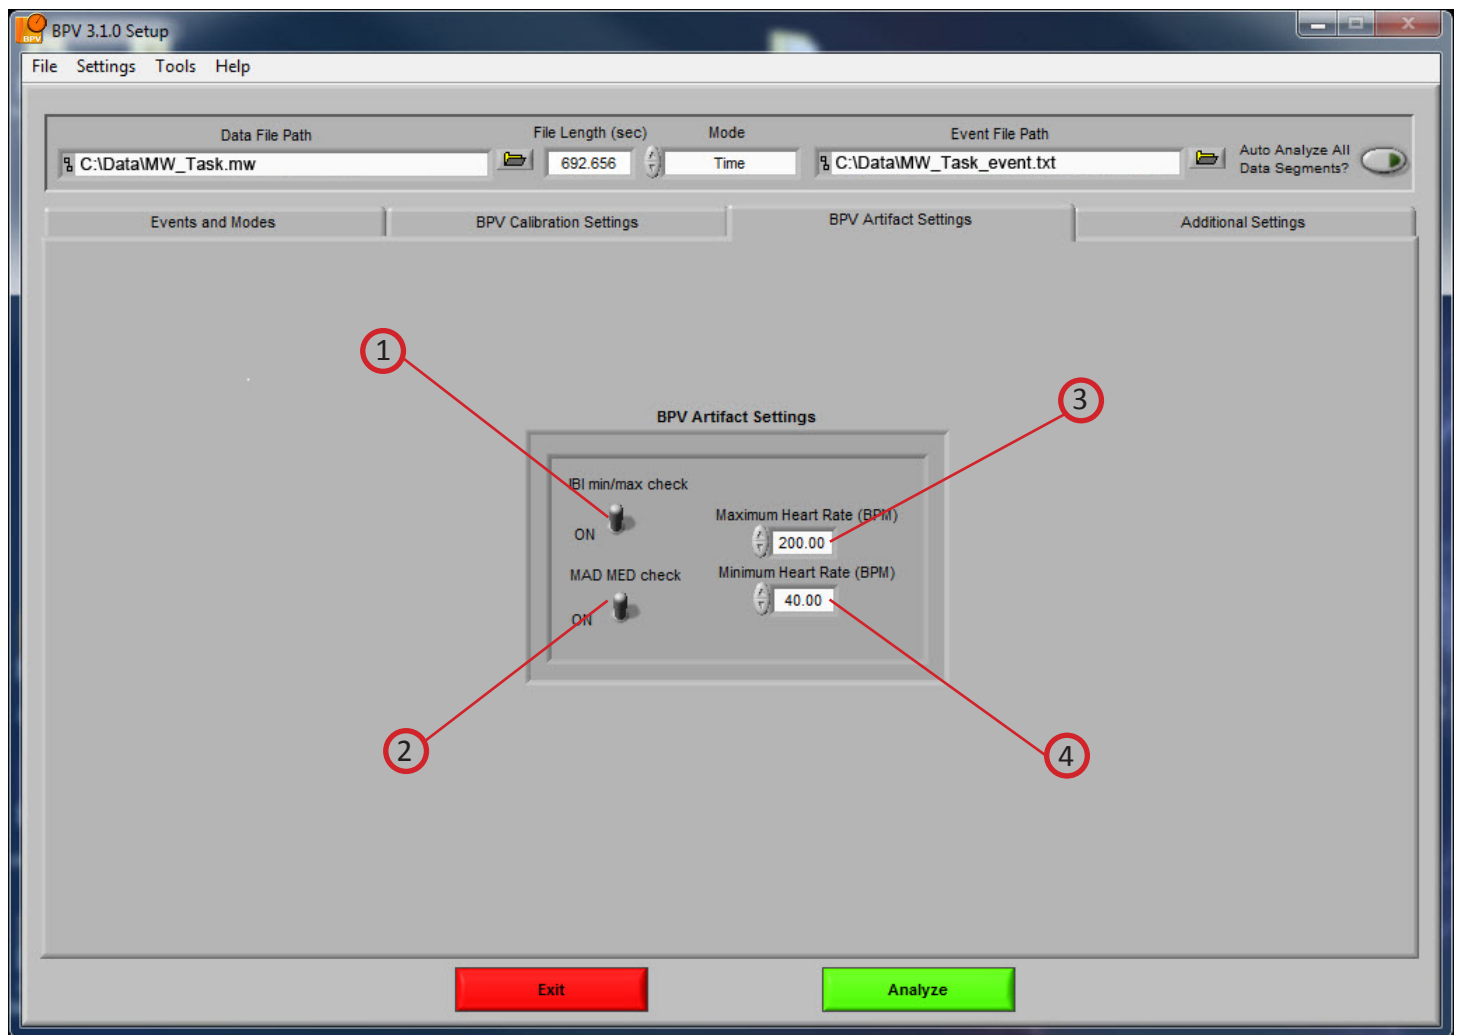 BPV 3.1.0 Setup
BPV
File Settings Tools Help
Data File Path
File Length (sec)
Mode
Event File Path
C:\Data\MW_Task.mw
692.656
Time
C:\Data\MW_Task_event.txt
Auto Analyze All
Data Segments?
Events and Modes
BPV Calibration Settings
BPV Artifact Settings
Additional Settings
1
3
BPV Artifact Settings
IBI min/max check
ON
Maximum Heart Rate (BPM)
200.00
MAD MED check
ON
Minimum Heart Rate (BPM)
40.00
2
4
Exit
Analyze